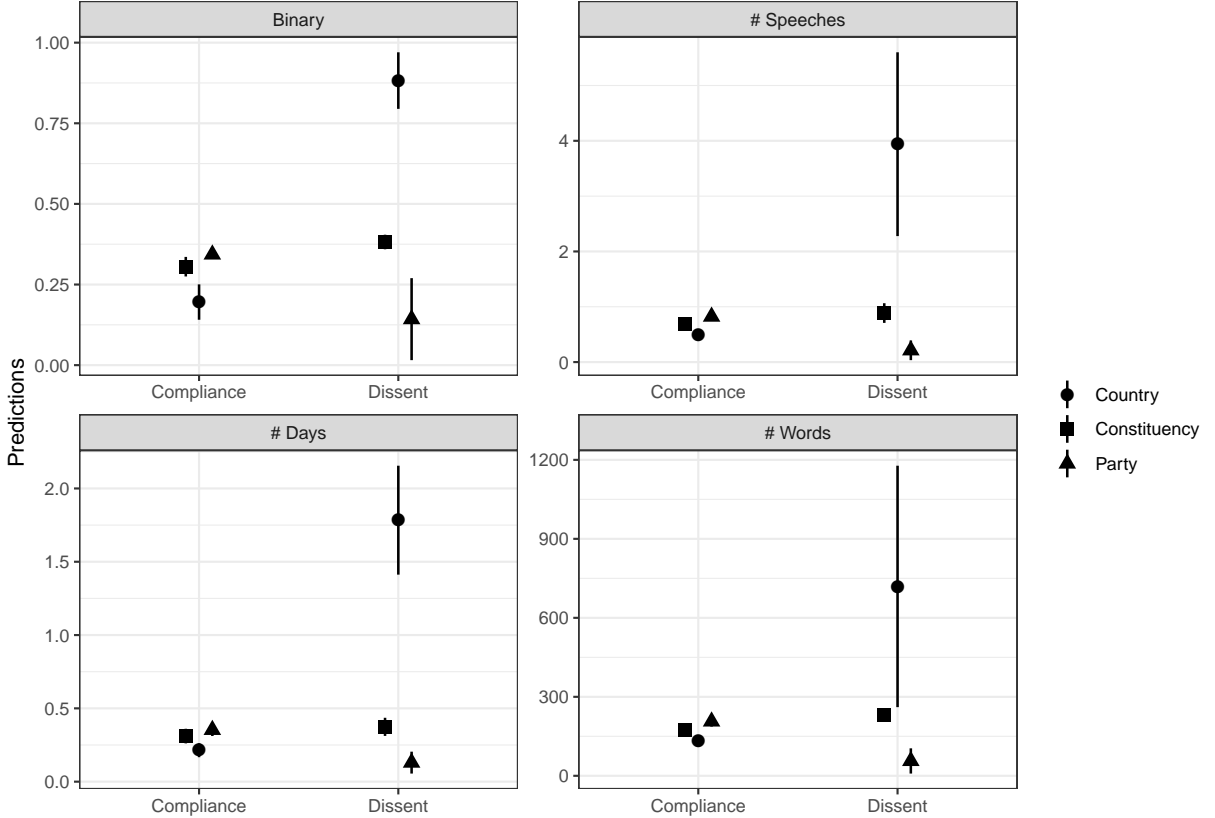 Binary
# Speeches
1.00
0.75
0.50
0.25
0.00
4
2
0
Compliance
Dissent
Compliance
Dissent
Predictions
# Days
# Words
2.0
1.5
1.0
0.5
0.0
1200
900
600
300
0
Compliance
Dissent
Compliance
Dissent
Country
Constituency
Party